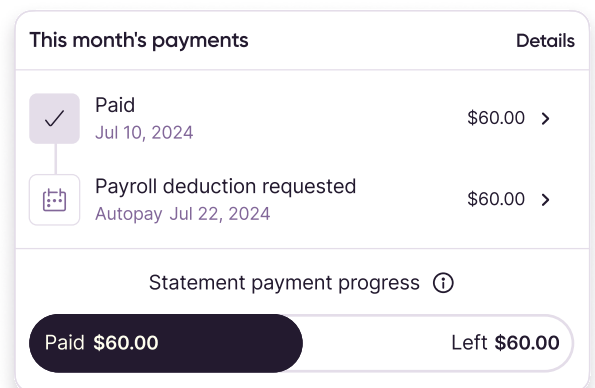 This month's payments Details
Paid $60.00
Jul 10, 2024
Payroll deduction requested $60.00
Autopay Jul 22, 2024
Statement payment progress
Paid $60.00 Left $60.00